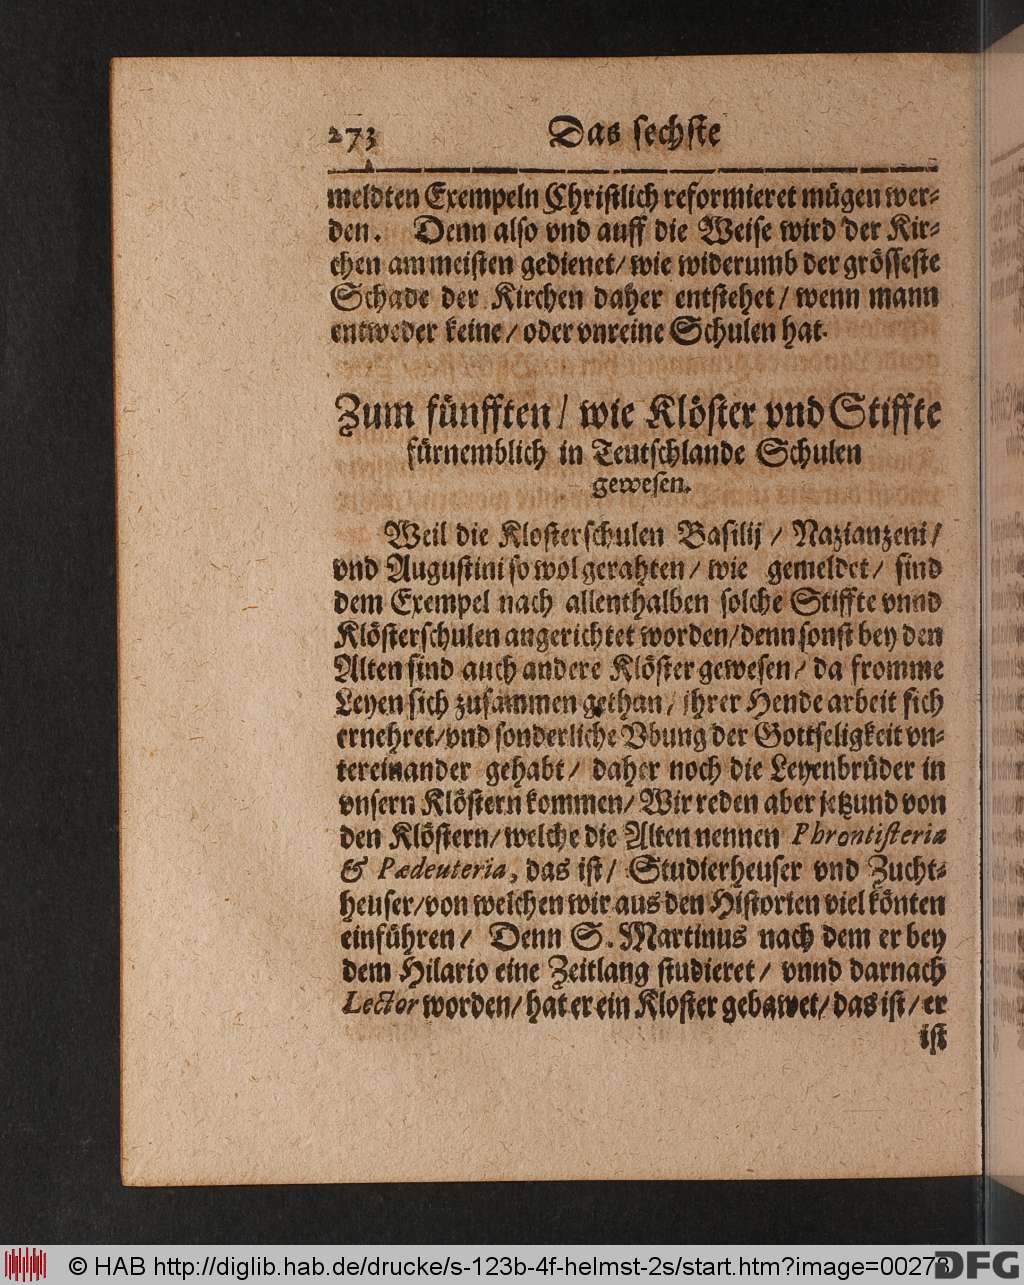 273 Das sechste
meldten Exempeln Christlich reformieret mügen wer-
den. Denn also vnd auff die Weise wird der Kir-
chen am meisten gedienet/ wie widerumb der grösseste
Schade der Kirchen daher entstehet/ wenn mann
entweder keine/ oder vnreine Schulen hat.
Zum fünfften/ wie Klöster vnd Stiffte
fürnemblich in Teutschlande Schulen
gewesen.
Weil die Klosterschulen Basilij/ Nazianzeni/
vnd Augustini so wol gerahten/ wie gemeldet/ sind
dem Exempel nach allenthalben solche Stiffte vnnd
Klösterschulen angerichtet worden/ denn sonst bey den
Alten sind auch andere Klöster gewesen/ da fromme
Leyen sich zusammen gethan/ ihrer Hende arbeit sich
ernehret/ vnd sonderliche Vbung der Gottseligkeit vn-
tereinander gehabt/ daher noch die Leyenbrüder in
vnsern Klöstern kommen/ Wir reden aber jetzund von
den Klöstern/ welche die Alten nennen Phrontisteria
& Pædeuteria, das ist/ Studierheuser vnd Zucht-
heuser/ von welchen wir aus den Historien viel könten
einführen/ Denn S. Martinus nach dem er bey
dem Hilario eine Zeitlang studieret/ vnnd darnach
Lector worden/ hat er ein Kloster gebawet/ das ist/ er
ist
© HAB http://diglib.hab.de/drucke/s-123b-4f-helmst-2s/start.htm?image=00273
DFG